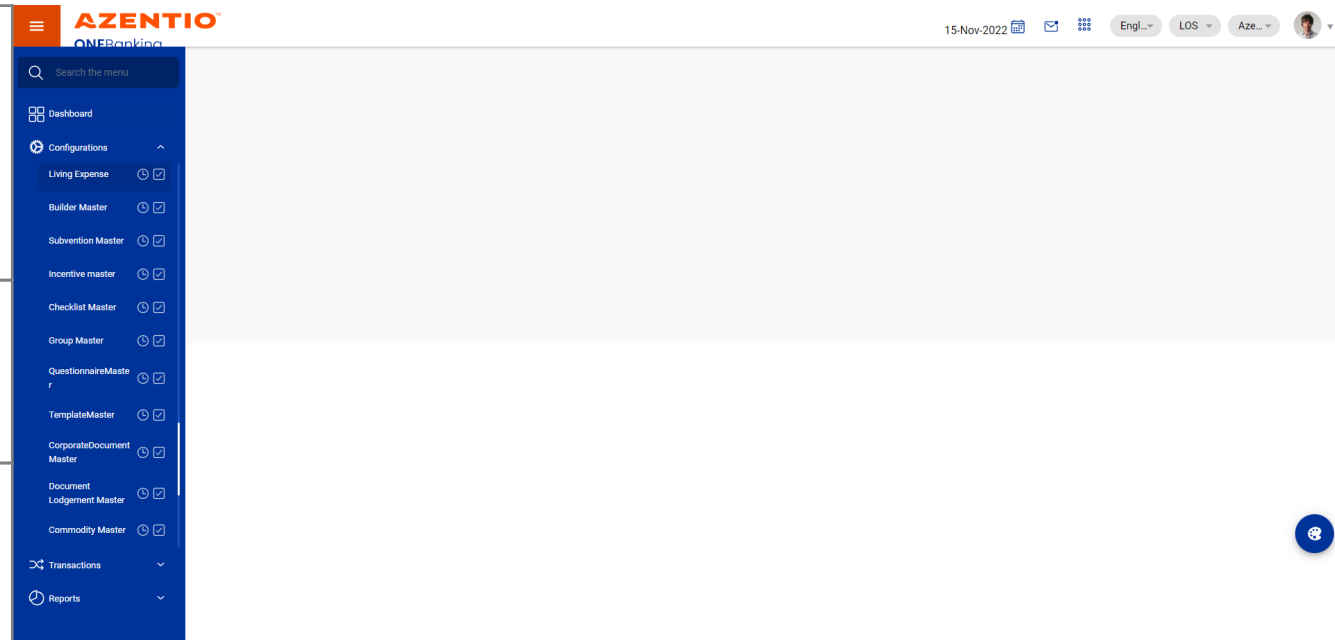 AZENTIO
ONEBanking
15-Nov-2022
Engl...
LOS
Aze...
Search the menu
Dashboard
Configurations
Living Expense
Builder Master
Subvention Master
Incentive master
Checklist Master
Group Master
QuestionnaireMaste
r
TemplateMaster
CorporateDocument
Master
Document
Lodgement Master
Commodity Master
Transactions
Reports